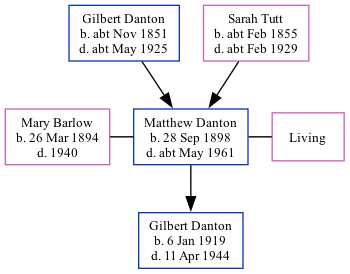 Gilbert Danton
b. abt Nov 1851
d. abt May 1925
Sarah Tutt
b. abt Feb 1855
d. abt Feb 1929
Mary Barlow
b. 26 Mar 1894
d. 1940
Matthew Danton
b. 28 Sep 1898
d. abt May 1961
Living
Gilbert Danton
b. 6 Jan 1919
d. 11 Apr 1944